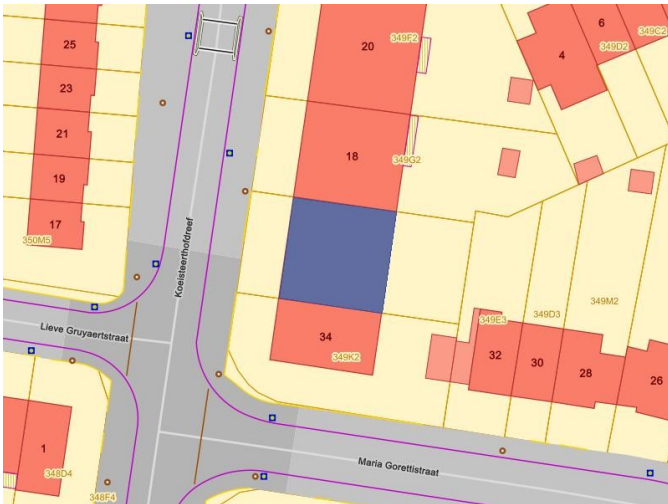 6
349C2
25
20
349F2
4
349D2
23
21
18
349G2
19
17
350M5
Koeisteerthofdreef
349M2
Lieve Gruyaertstraat
34
349K2
349E3
349D3
32
30
28
26
1
348D4
348F4
Maria Gorettistraat